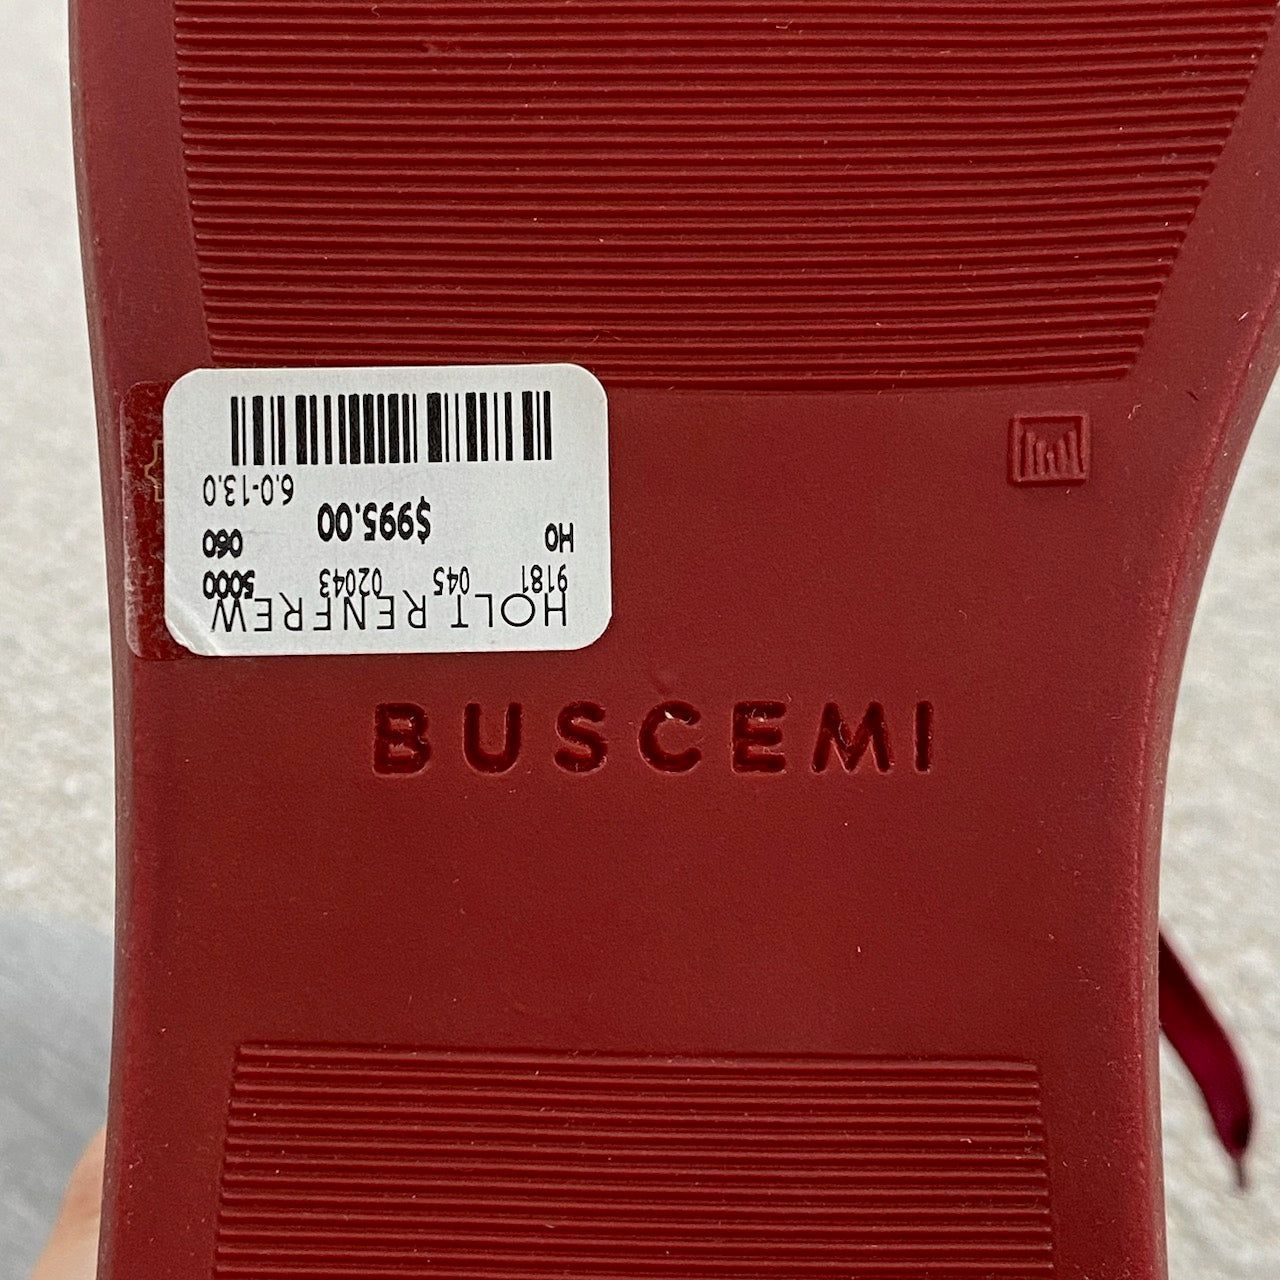 HOLT RENFREW
9181 045 02043 5000
HO 060
$995.00
6.0-13.0
BUSCEMI